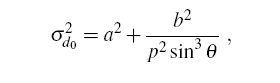 σ²_{d₀} = a² + b² / (p² sin³ θ) ,